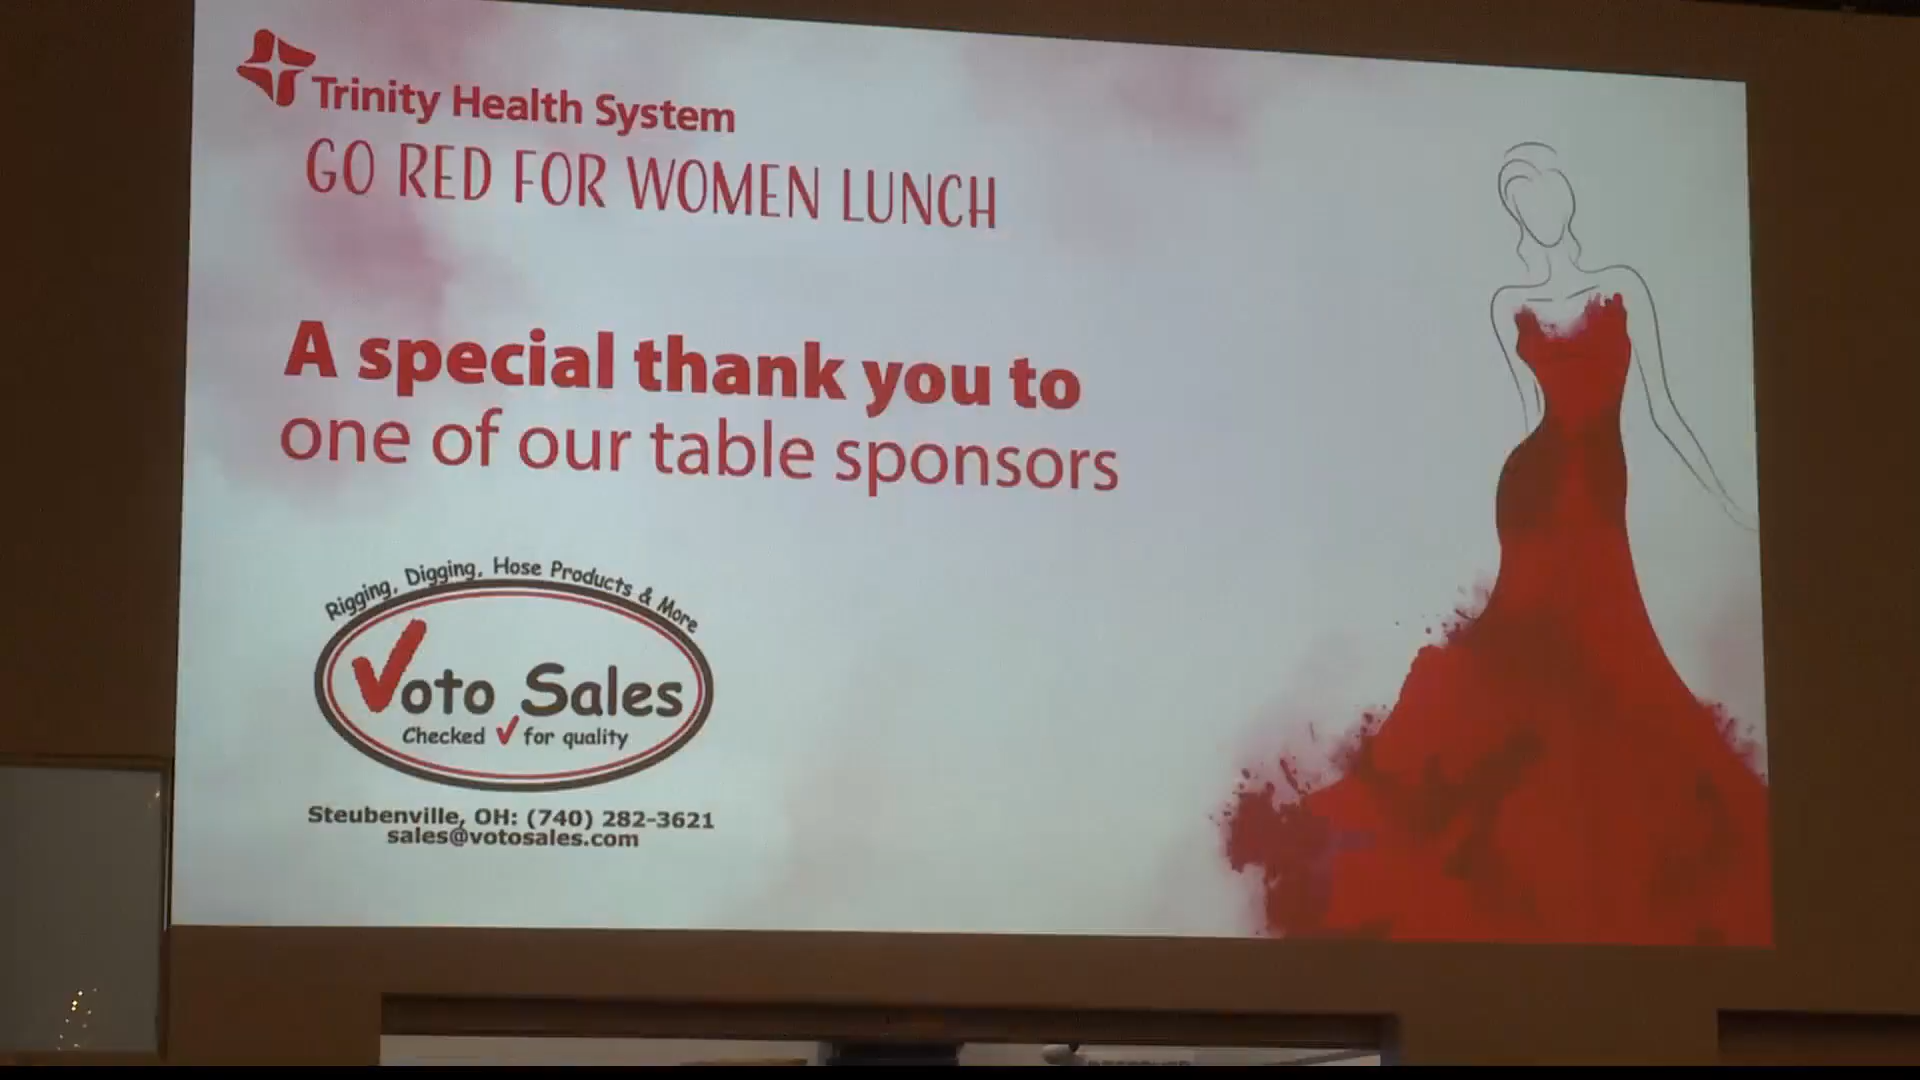 Trinity Health System
GO RED FOR WOMEN LUNCH
A special thank you to
one of our table sponsors
Rigging, Digging, Hose Products & More
Voto Sales
Checked for quality
Steubenville, OH: (740) 282-3621
sales@votosales.com